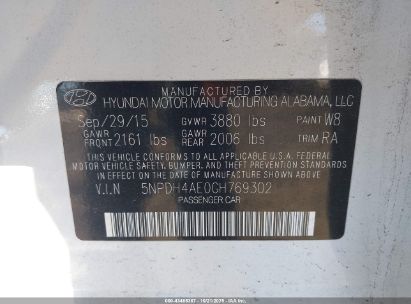 MANUFACTURED BY
HYUNDAI MOTOR MANUFACTURING ALABAMA, LLC
Sep/29/15 GVWR 3880 lbs PAINT W8
GAWR FRONT 2161 lbs GAWR REAR 2006 lbs TRIM RA
THIS VEHICLE CONFORMS TO ALL APPLICABLE U.S.A. FEDERAL
MOTOR VEHICLE SAFETY, BUMPER, AND THEFT PREVENTION
STANDARDS IN EFFECT ON THE DATE OF MANUFACTURE SHOWN ABOVE.
V.I.N 5NPDH4AE0GH769302
PASSENGER CAR